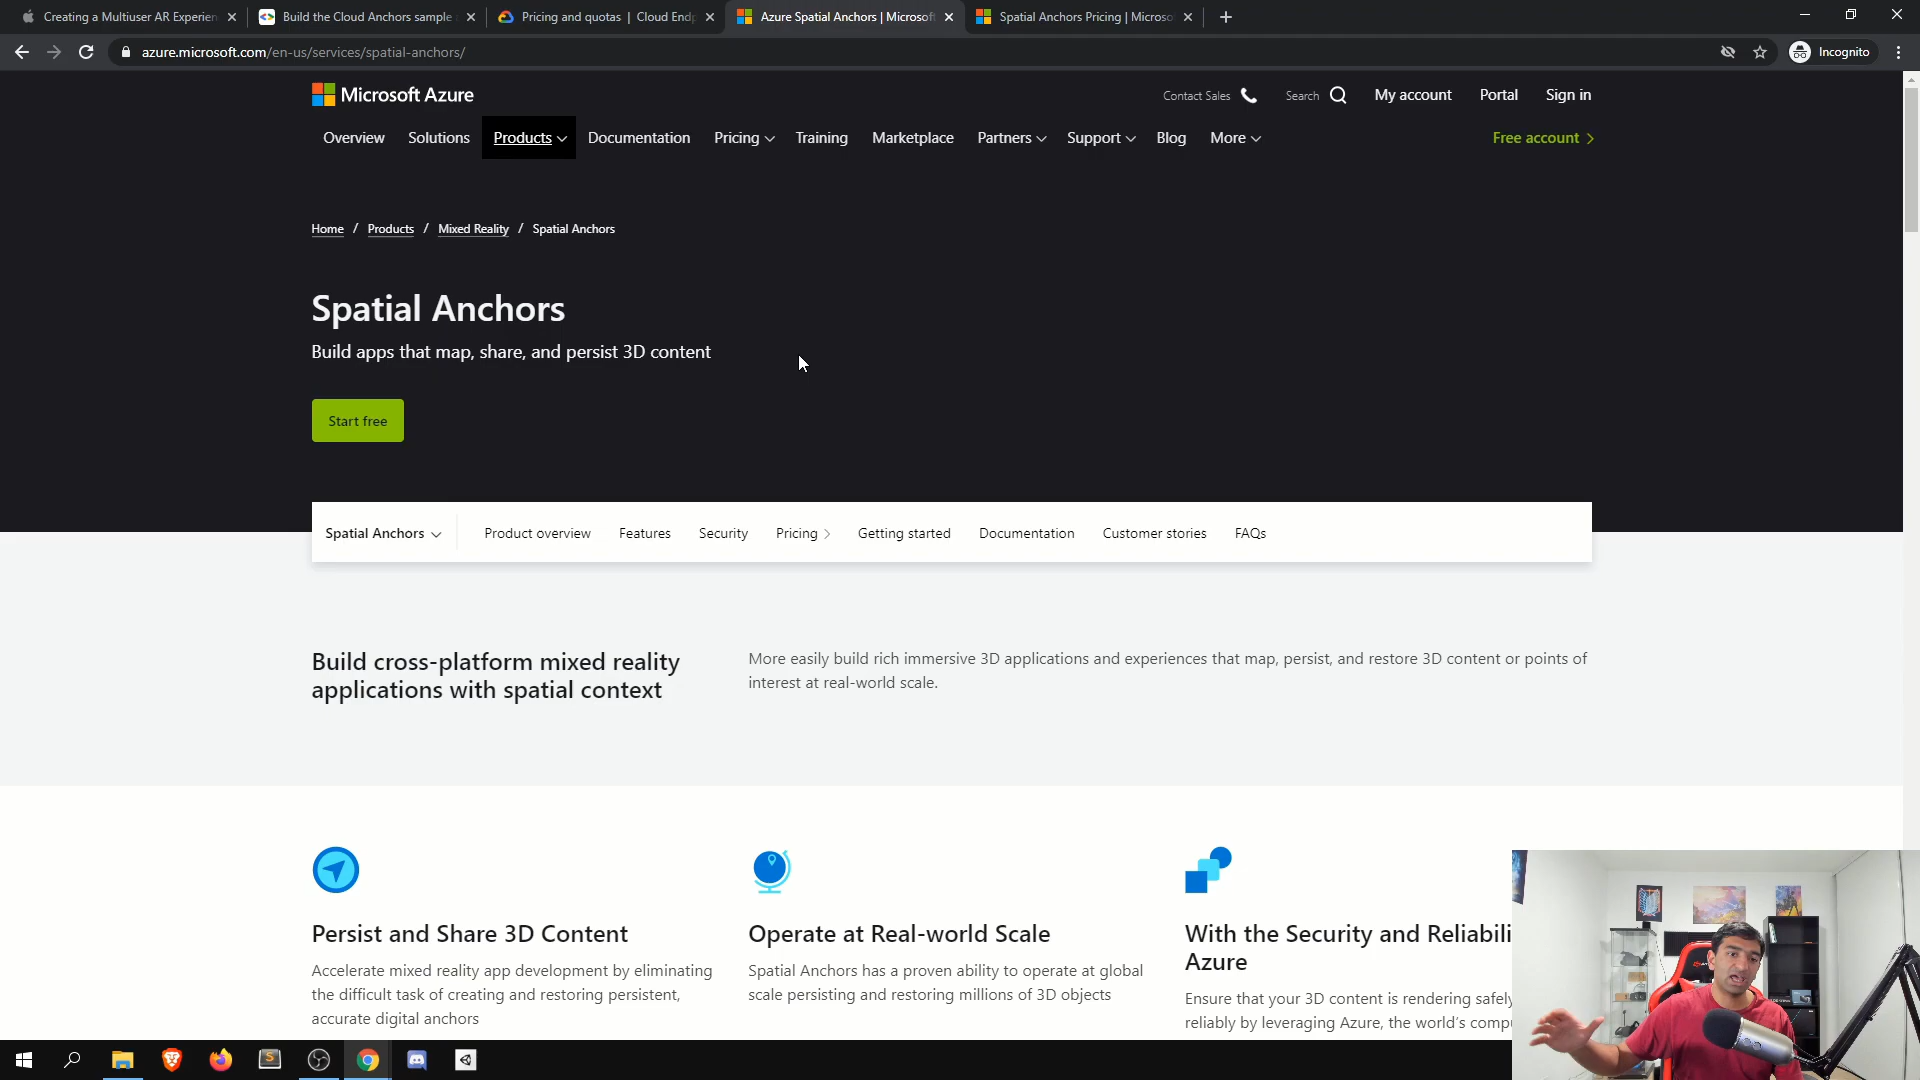 Creating a Multiuser AR Experien
Build the Cloud Anchors sample
Pricing and quotas | Cloud Endp
Azure Spatial Anchors | Microsoft
Spatial Anchors Pricing | Microso
azure.microsoft.com/en-us/services/spatial-anchors/
Incognito
Microsoft Azure
Contact Sales
Search
My account
Portal
Sign in
Overview
Solutions
Products
Documentation
Pricing
Training
Marketplace
Partners
Support
Blog
More
Free account
Home / Products / Mixed Reality / Spatial Anchors
Spatial Anchors
Build apps that map, share, and persist 3D content
Start free
Spatial Anchors
Product overview
Features
Security
Pricing
Getting started
Documentation
Customer stories
FAQs
Build cross-platform mixed reality
applications with spatial context
More easily build rich immersive 3D applications and experiences that map, persist, and restore 3D content or points of
interest at real-world scale.
Persist and Share 3D Content
Accelerate mixed reality app development by eliminating
the difficult task of creating and restoring persistent,
accurate digital anchors
Operate at Real-world Scale
Spatial Anchors has a proven ability to operate at global
scale persisting and restoring millions of 3D objects
With the Security and Reliabili
Azure
Ensure that your 3D content is rendering safely
reliably by leveraging Azure, the world's comp